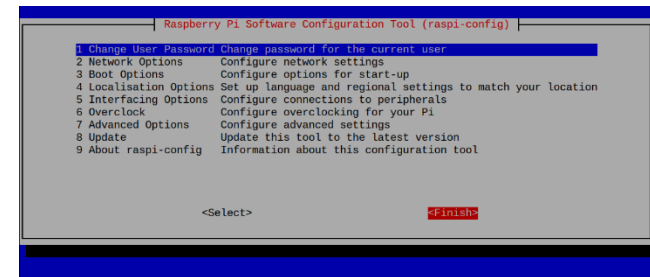 Raspberry Pi Software Configuration Tool (raspi-config)
1 Change User Password Change password for the current user
2 Network Options Configure network settings
3 Boot Options Configure options for start-up
4 Localisation Options Set up language and regional settings to match your location
5 Interfacing Options Configure connections to peripherals
6 Overclock Configure overclocking for your Pi
7 Advanced Options Configure advanced settings
8 Update Update this tool to the latest version
9 About raspi-config Information about this configuration tool
<Select> <Finish>